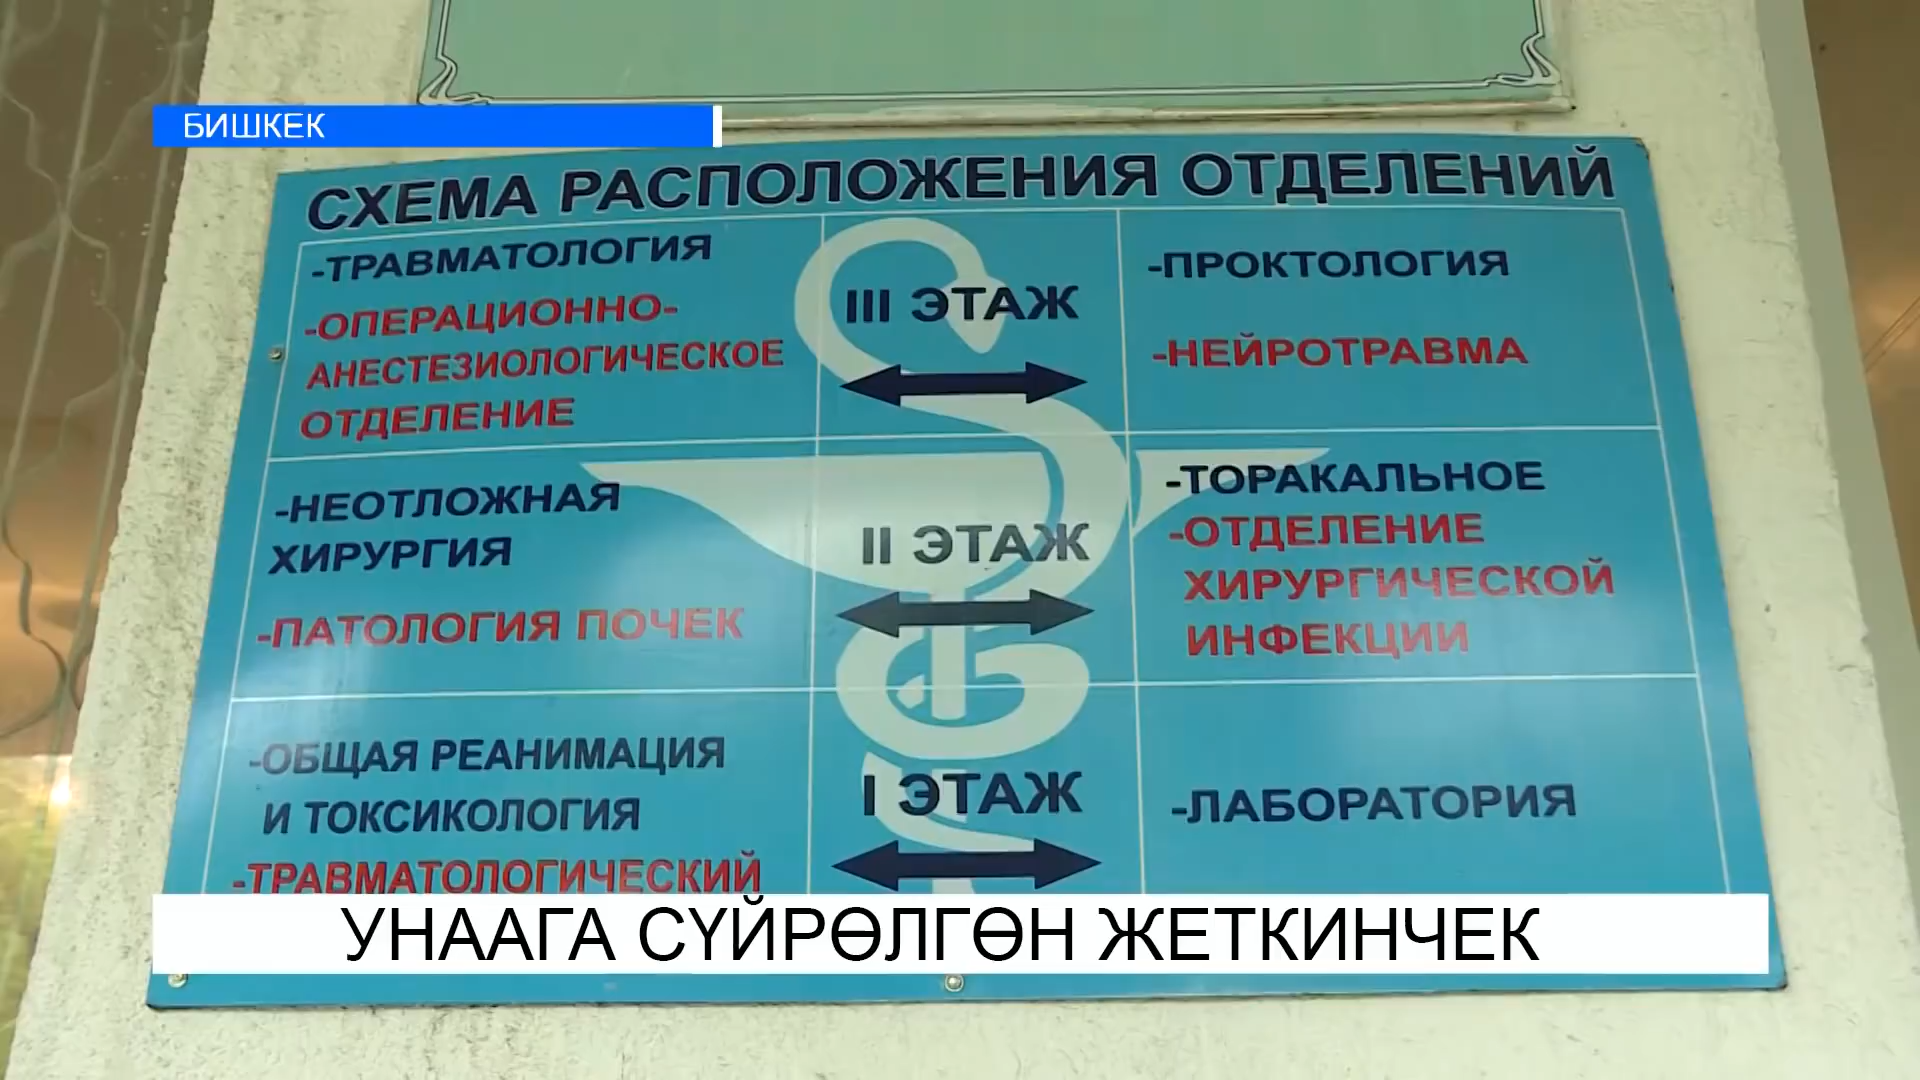 БИШКЕК
СХЕМА РАСПОЛОЖЕНИЯ ОТДЕЛЕНИЙ
-ТРАВМАТОЛОГИЯ
-ОПЕРАЦИОННО-
АНЕСТЕЗИОЛОГИЧЕСКОЕ
ОТДЕЛЕНИЕ
III ЭТАЖ
-ПРОКТОЛОГИЯ
-НЕЙРОТРАВМА
-НЕОТЛОЖНАЯ
ХИРУРГИЯ
-ПАТОЛОГИЯ ПОЧЕК
II ЭТАЖ
-ТОРАКАЛЬНОЕ
-ОТДЕЛЕНИЕ
ХИРУРГИЧЕСКОЙ
ИНФЕКЦИИ
-ОБЩАЯ РЕАНИМАЦИЯ
И ТОКСИКОЛОГИЯ
-ТРАВМАТОЛОГИЧЕСКИЙ
I ЭТАЖ
-ЛАБОРАТОРИЯ
УНААГА СҮЙРӨЛГӨН ЖЕТКИНЧЕК